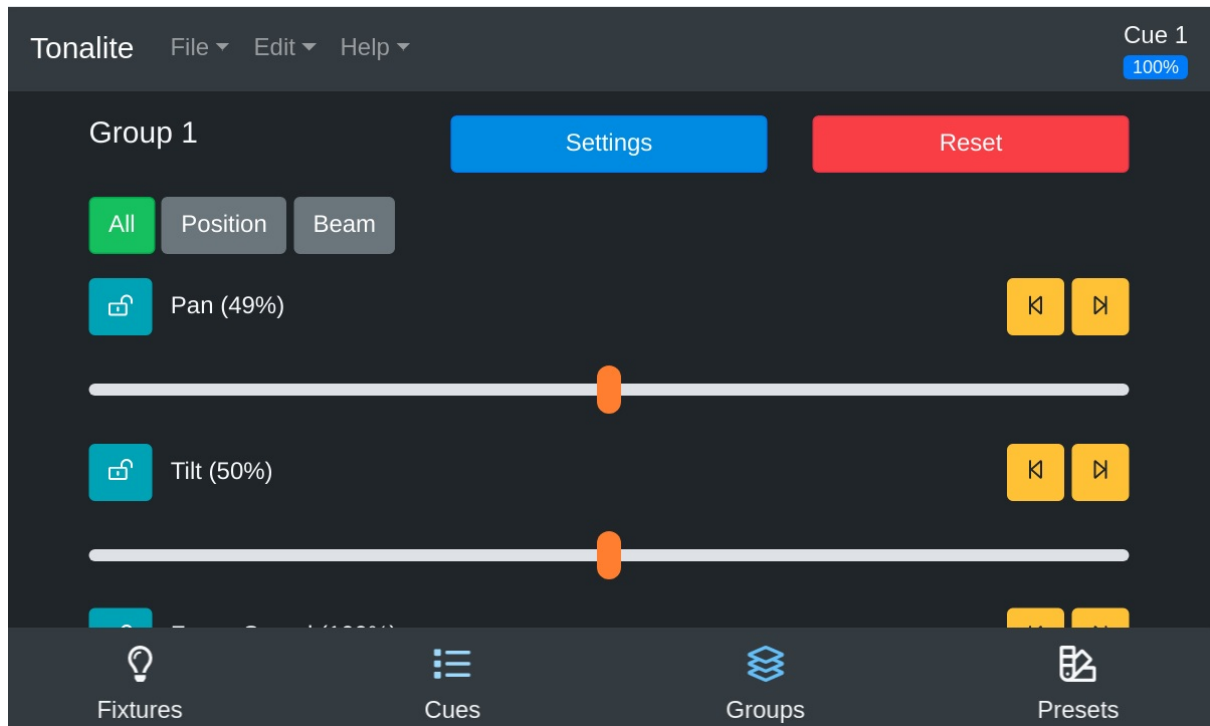 Tonalite File Edit Help
Cue 1
100%
Group 1
Settings
Reset
All Position Beam
Pan (49%)
Tilt (50%)
Fixtures Cues Groups Presets